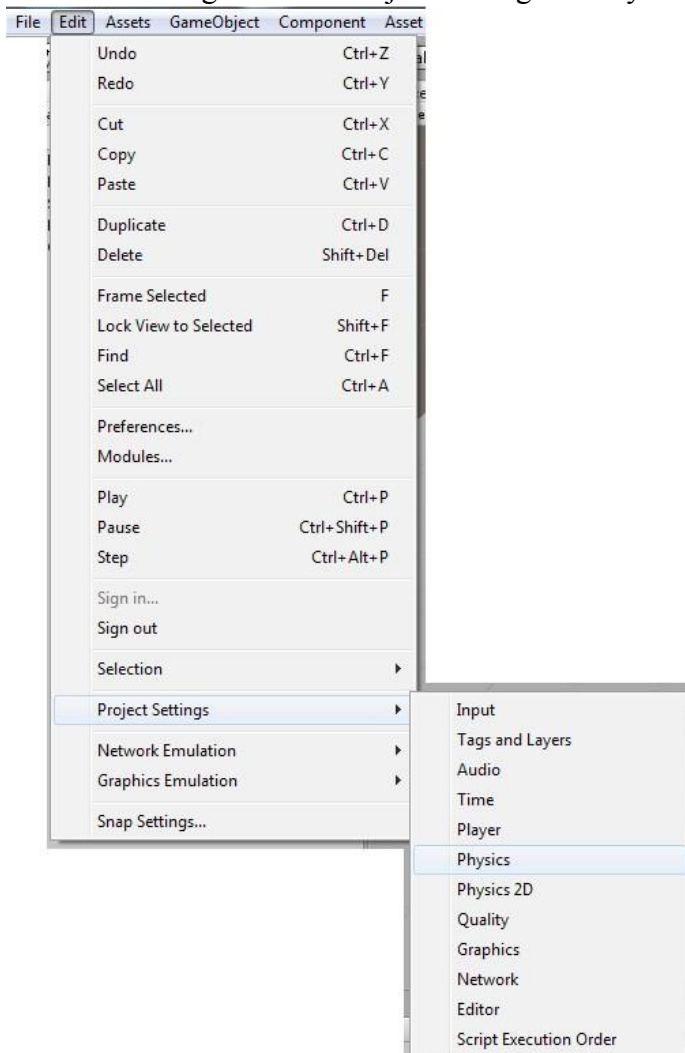 File Edit Assets GameObject Component Asset
Undo Ctrl+Z
Redo Ctrl+Y
Cut Ctrl+X
Copy Ctrl+C
Paste Ctrl+V
Duplicate Ctrl+D
Delete Shift+Del
Frame Selected F
Lock View to Selected Shift+F
Find Ctrl+F
Select All Ctrl+A
Preferences...
Modules...
Play Ctrl+P
Pause Ctrl+Shift+P
Step Ctrl+Alt+P
Sign in...
Sign out
Selection
Project Settings
Network Emulation
Graphics Emulation
Snap Settings...
Input
Tags and Layers
Audio
Time
Player
Physics
Physics 2D
Quality
Graphics
Network
Editor
Script Execution Order